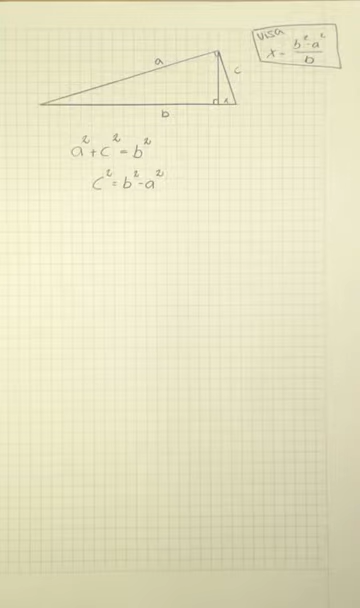 visa
x = b² - a² / b
a
c
x
b
a² + c² = b²
c² = b² - a²